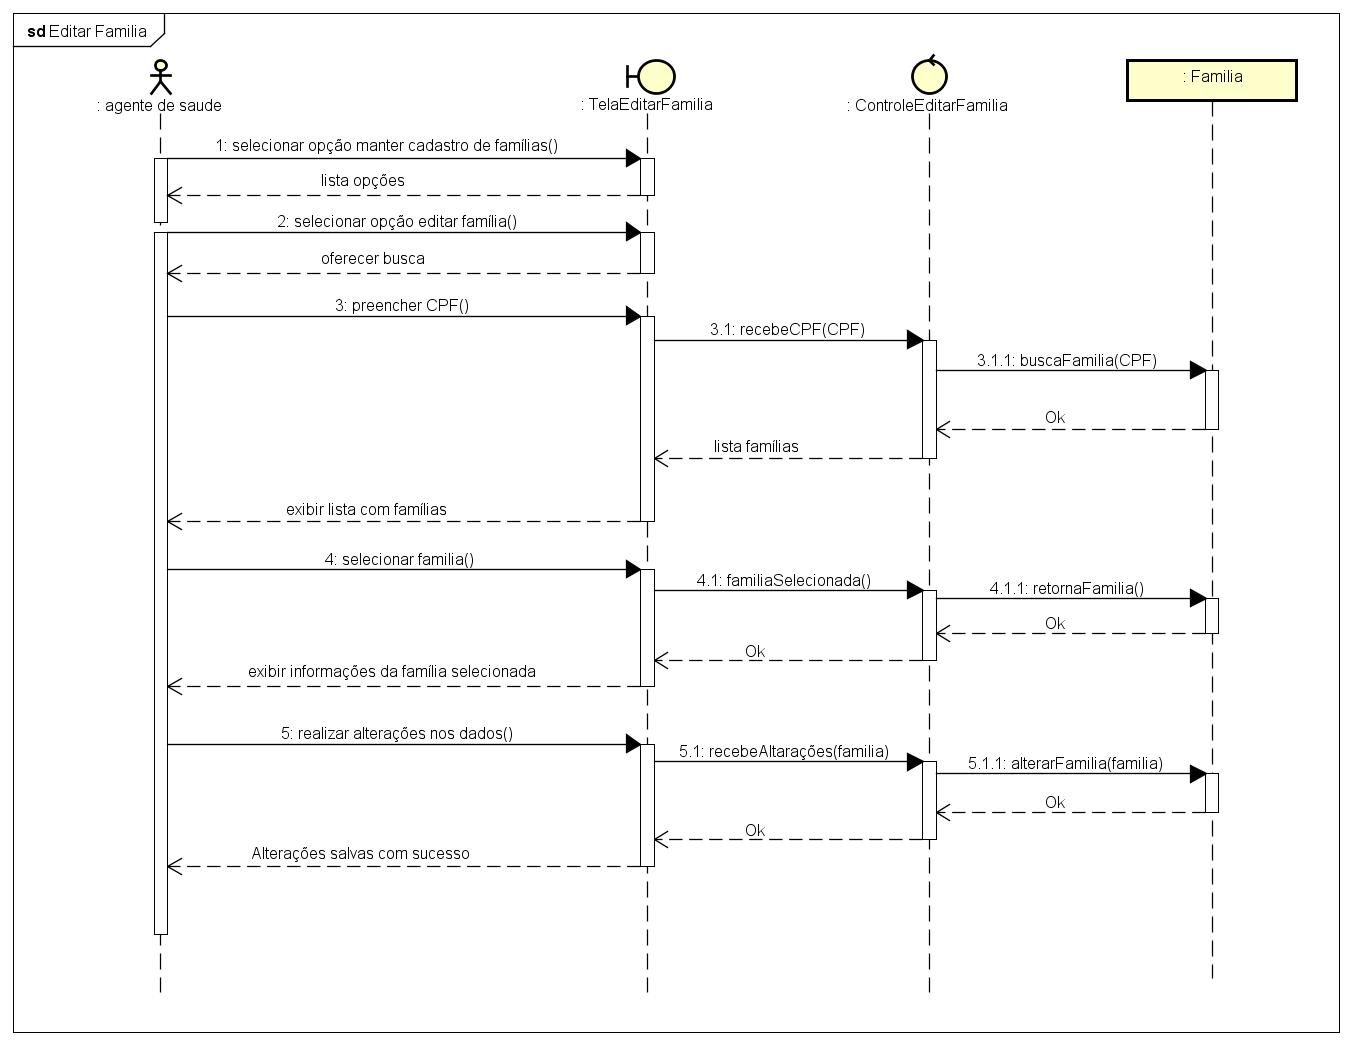 sd Editar Familia
: agente de saude
: TelaEditarFamilia
: ControleEditarFamilia
: Familia
1: selecionar opção manter cadastro de famílias()
lista opções
2: selecionar opção editar família()
oferecer busca
3: preencher CPF()
3.1: recebeCPF(CPF)
3.1.1: buscaFamilia(CPF)
Ok
lista famílias
exibir lista com famílias
4: selecionar familia()
4.1: familiaSelecionada()
4.1.1: retornaFamilia()
Ok
Ok
exibir informações da família selecionada
5: realizar alterações nos dados()
5.1: recebeAltarações(familia)
5.1.1: alterarFamilia(familia)
Ok
Ok
Alterações salvas com sucesso